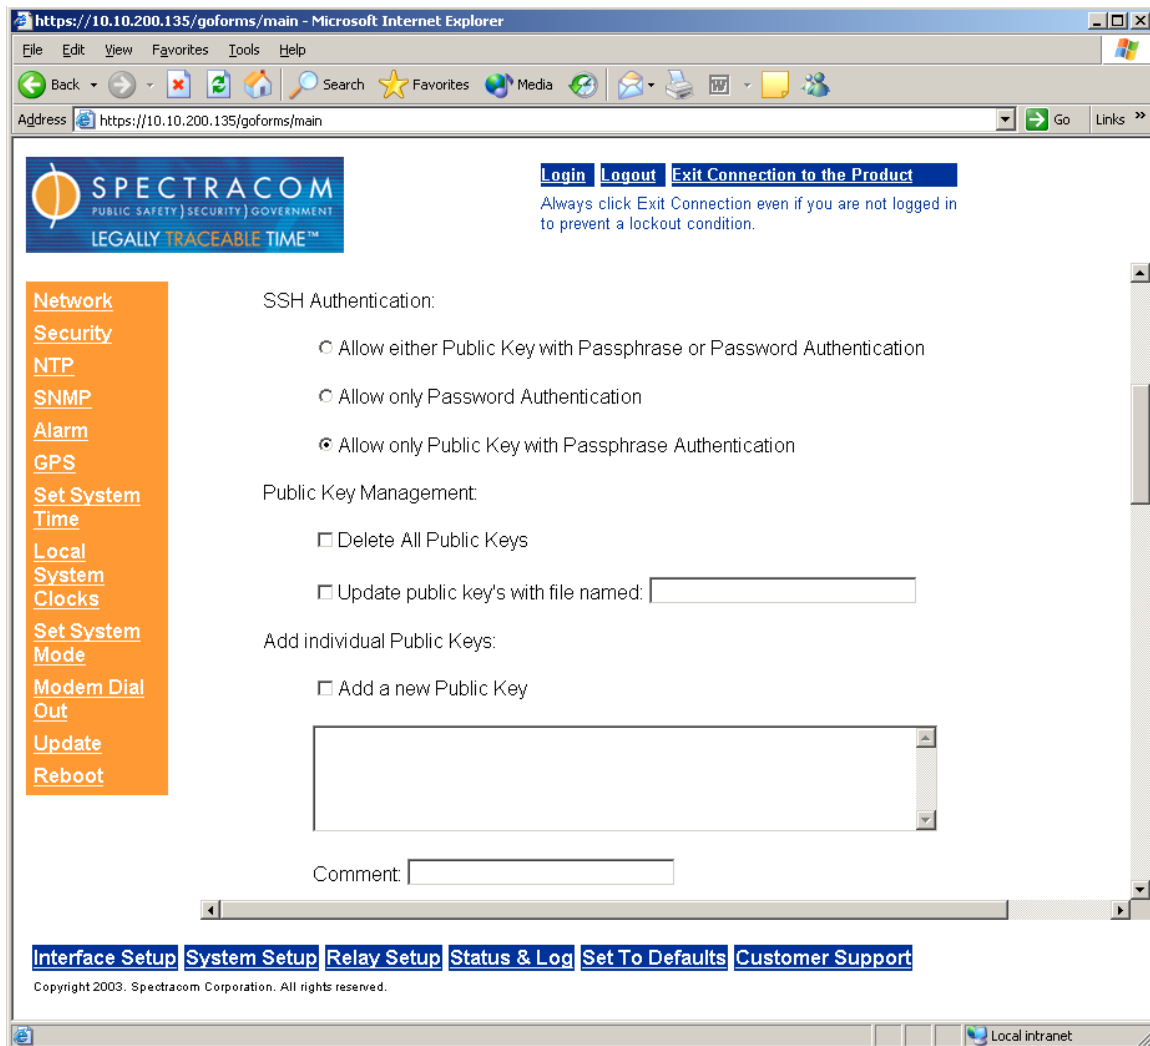 https://10.10.200.135/goforms/main - Microsoft Internet Explorer
File Edit View Favorites Tools Help
Back Search Favorites Media
Address https://10.10.200.135/goforms/main Go Links »
SPECTRACOM
PUBLIC SAFETY ) SECURITY ) GOVERNMENT
LEGALLY TRACEABLE TIME™
Login Logout Exit Connection to the Product
Always click Exit Connection even if you are not logged in
to prevent a lockout condition.
Network
Security
NTP
SNMP
Alarm
GPS
Set System
Time
Local
System
Clocks
Set System
Mode
Modem Dial
Out
Update
Reboot
SSH Authentication:
Allow either Public Key with Passphrase or Password Authentication
Allow only Password Authentication
Allow only Public Key with Passphrase Authentication
Public Key Management:
Delete All Public Keys
Update public key's with file named:
Add individual Public Keys:
Add a new Public Key
Comment:
Interface Setup System Setup Relay Setup Status & Log Set To Defaults Customer Support
Copyright 2003. Spectracom Corporation. All rights reserved.
Local intranet